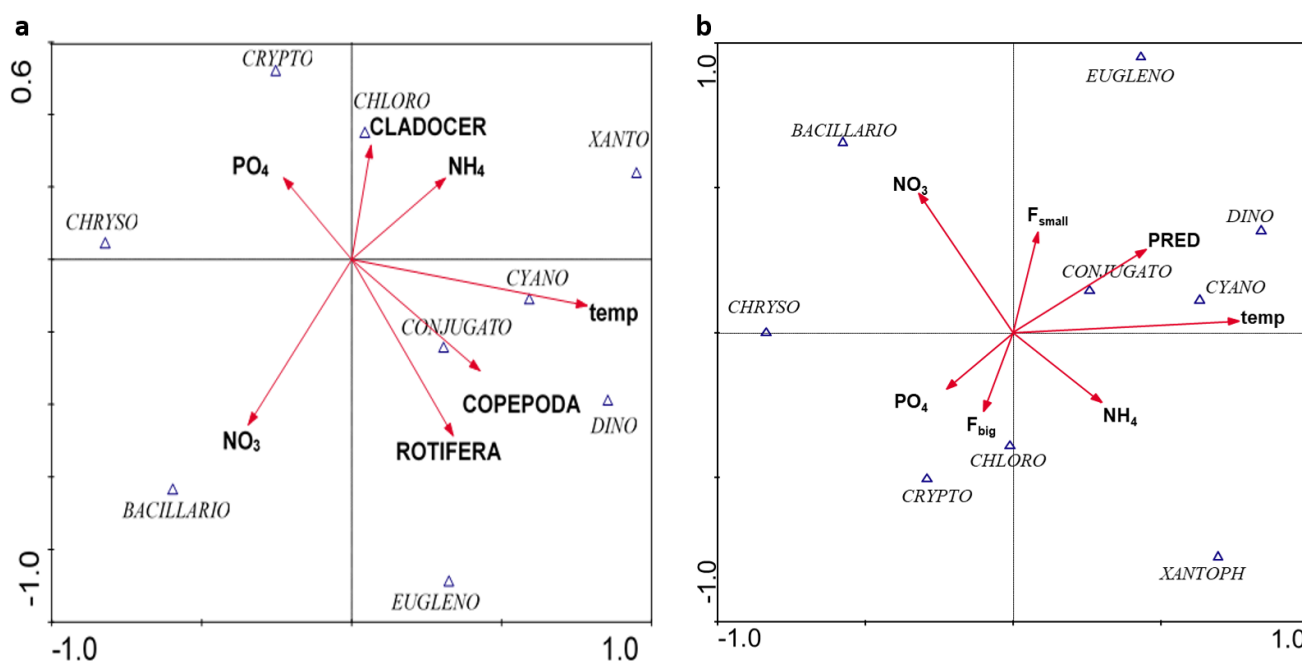 a
0.6
CRYPTO
CHLORO
CLADOCER
XANTO
PO4
NH4
CHRYSO
CYANO
temp
CONJUGATO
COPEPODA
DINO
NO3
ROTIFERA
BACILLARIO
EUGLENO
-1.0
-1.0
1.0
b
1.0
EUGLENO
BACILLARIO
NO3
Fsmall
DINO
PRED
CONJUGATO
CYANO
CHRYSO
temp
PO4
Fbig
NH4
CHLORO
CRYPTO
XANTOPH
-1.0
-1.0
1.0